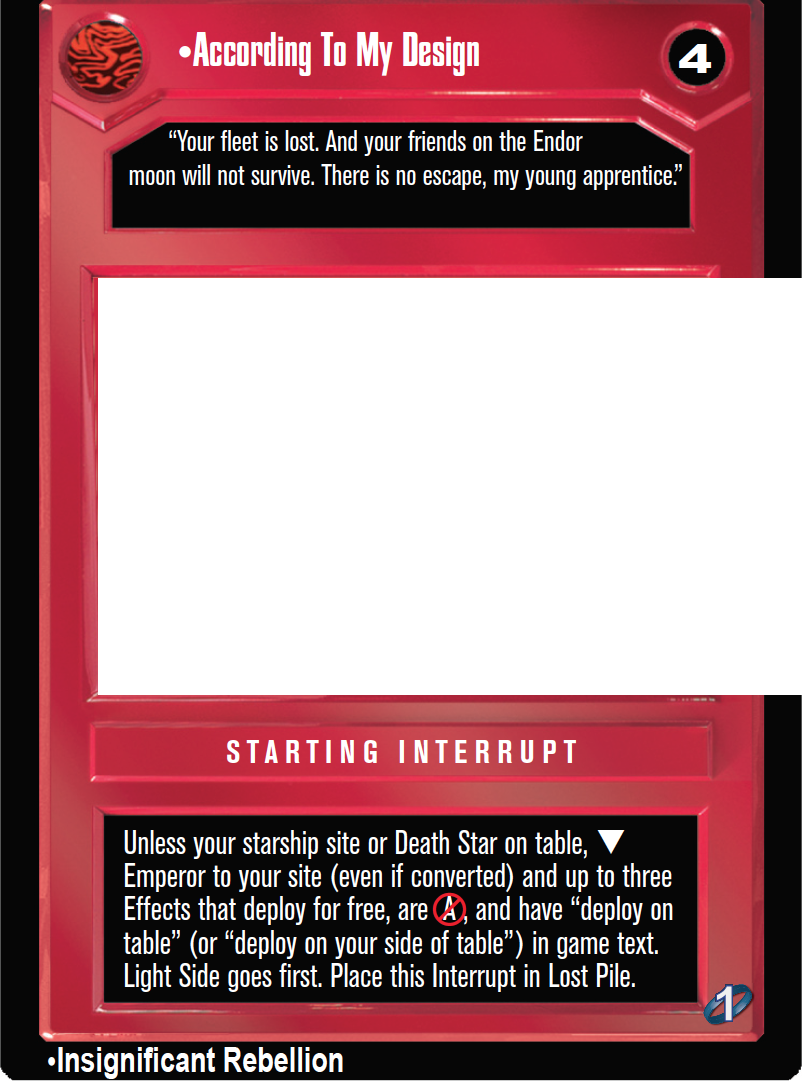 •According To My Design
4
“Your fleet is lost. And your friends on the Endor
moon will not survive. There is no escape, my young apprentice.”
STARTING INTERRUPT
Unless your starship site or Death Star on table, ▼
Emperor to your site (even if converted) and up to three
Effects that deploy for free, are A, and have “deploy on
table” (or “deploy on your side of table”) in game text.
Light Side goes first. Place this Interrupt in Lost Pile.
1
•Insignificant Rebellion